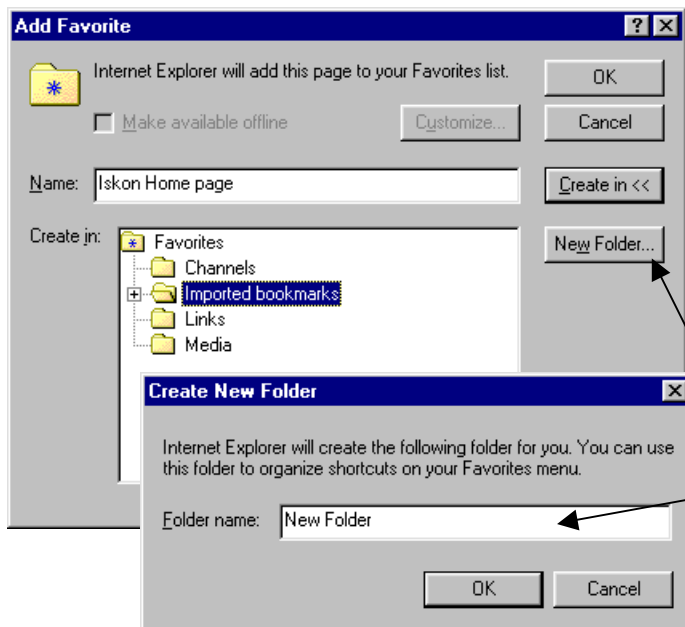 Add Favorite
Internet Explorer will add this page to your Favorites list.
OK
Make available offline
Customize...
Cancel
Name:
Iskon Home page
Create in <<
Create in:
Favorites
New Folder...
Channels
Imported bookmarks
Links
Media
Create New Folder
Internet Explorer will create the following folder for you. You can use
this folder to organize shortcuts on your Favorites menu.
Folder name:
New Folder
OK
Cancel